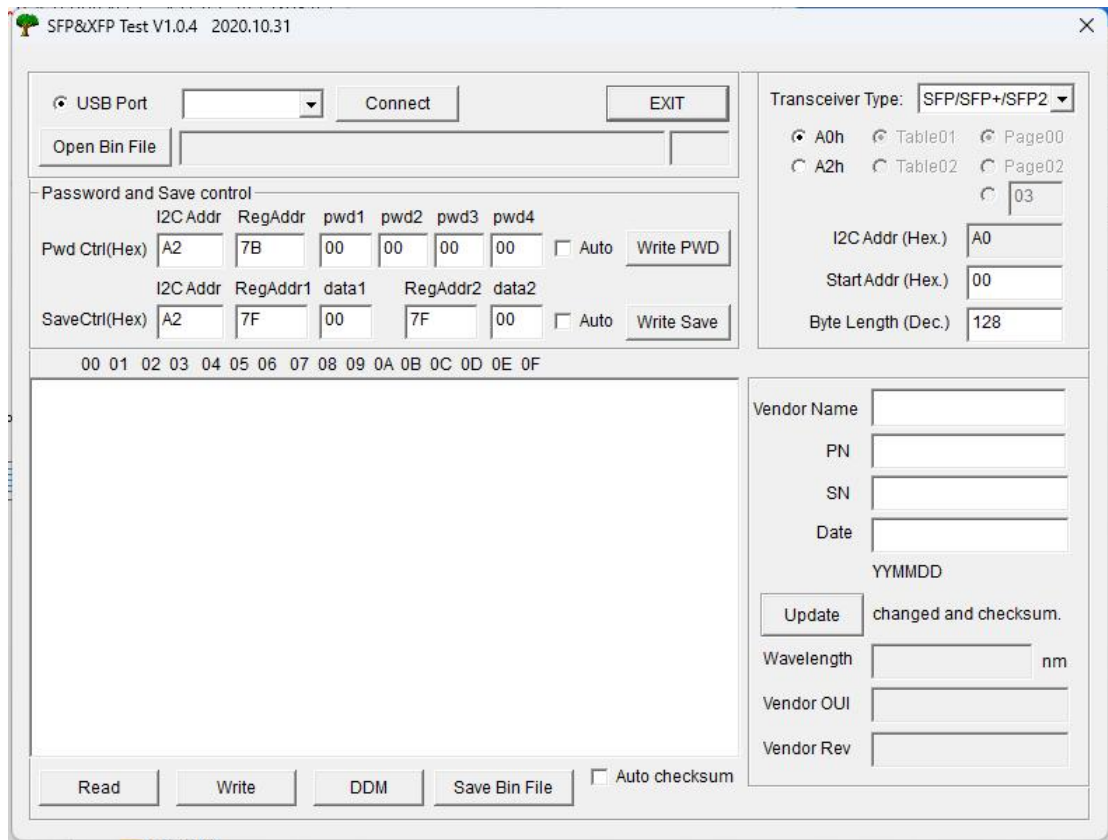 SFP&XFP Test V1.0.4 2020.10.31
USB Port Connect EXIT
Open Bin File
Transceiver Type: SFP/SFP+/SFP2
A0h Table01 Page00
A2h Table02 Page02
03
I2C Addr (Hex.) A0
Start Addr (Hex.) 00
Byte Length (Dec.) 128
Password and Save control
I2C Addr RegAddr pwd1 pwd2 pwd3 pwd4
Pwd Ctrl(Hex) A2 7B 00 00 00 00 Auto Write PWD
I2C Addr RegAddr1 data1 RegAddr2 data2
SaveCtrl(Hex) A2 7F 00 7F 00 Auto Write Save
00 01 02 03 04 05 06 07 08 09 0A 0B 0C 0D 0E 0F
Vendor Name
PN
SN
Date
YYMMDD
Update changed and checksum.
Wavelength nm
Vendor OUI
Vendor Rev
Read Write DDM Save Bin File Auto checksum